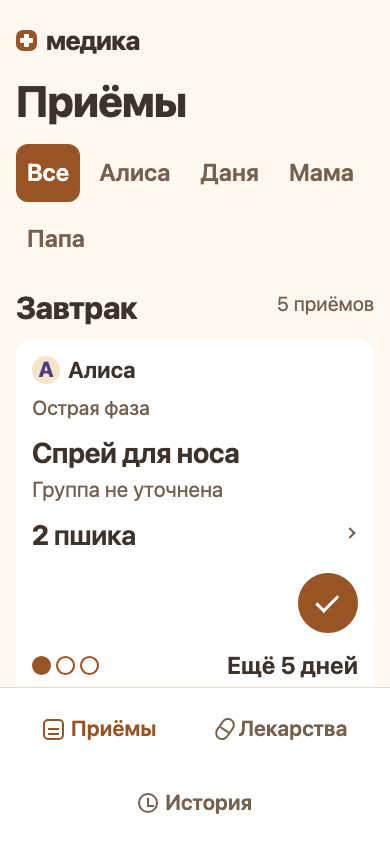 медика
Приёмы
Все Алиса Даня Мама
Папа
Завтрак 5 приёмов
А Алиса
Острая фаза
Спрей для носа
Группа не уточнена
2 пшика
Ещё 5 дней
Приёмы Лекарства
История